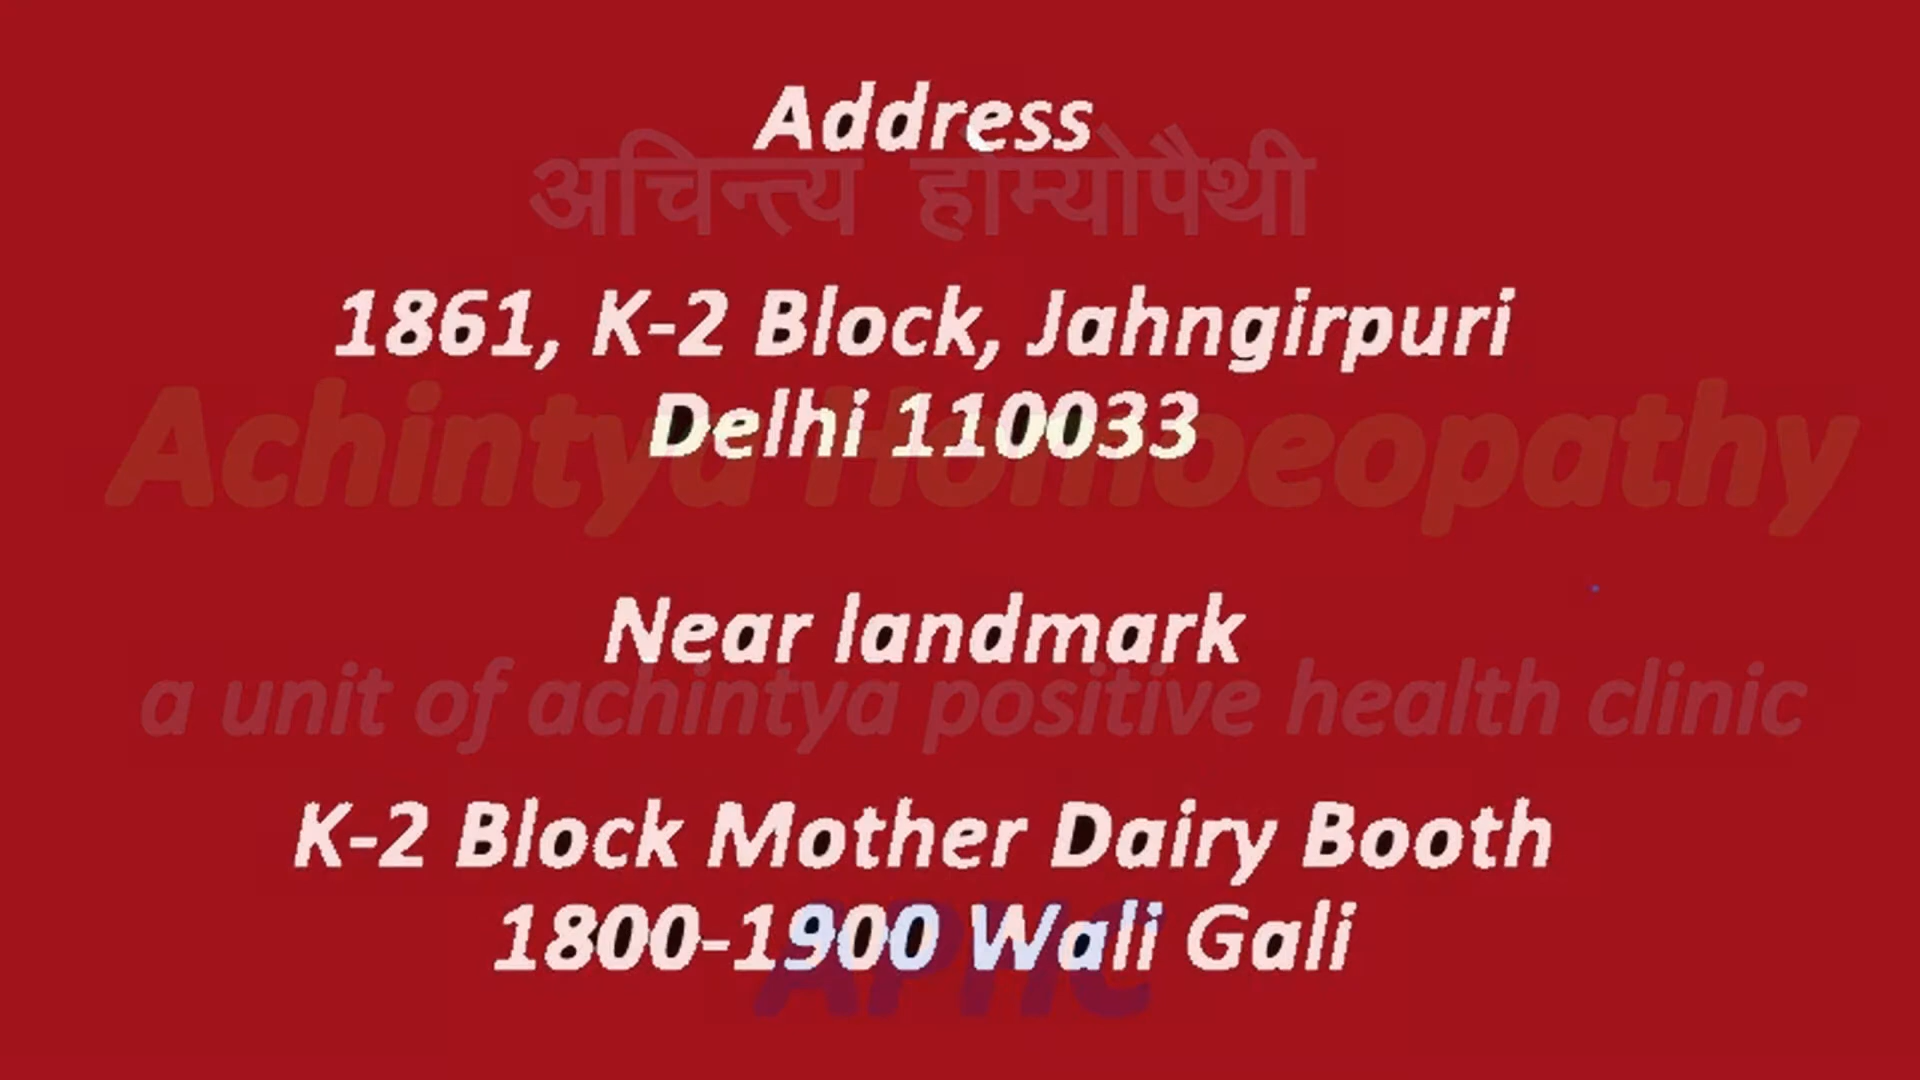 Address
अचिन्त्य होम्योपैथी
1861, K-2 Block, Jahngirpuri
Delhi 110033
Achintya Homoeopathy
Near landmark
a unit of achintya positive health clinic
K-2 Block Mother Dairy Booth
1800-1900 Wali Gali
APHC